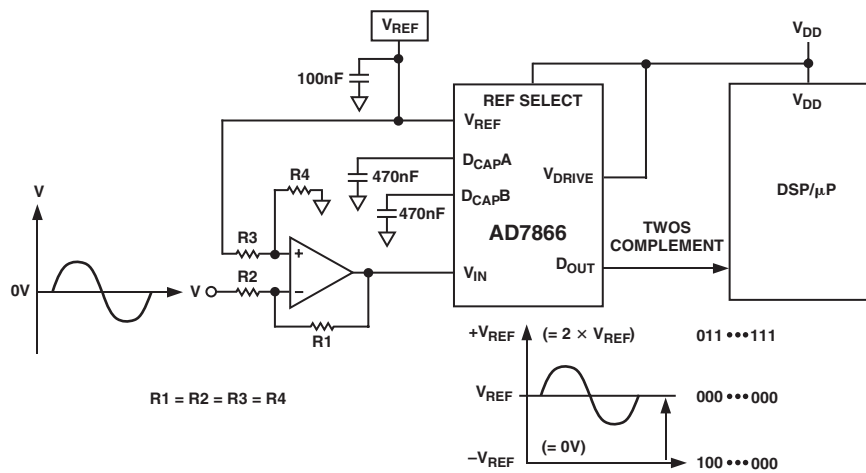 VREF
VDD
100nF
REF SELECT
VDD
VREF
R4
DCAPA
V
470nF
VDRIVE
DSP/μP
DCAPB
470nF
TWOS
COMPLEMENT
R3
+
AD7866
R2
DOUT
0V
V
–
VIN
R1
+VREF (= 2 × VREF) 011•••111
R1 = R2 = R3 = R4
VREF 000•••000
–VREF (= 0V) 100•••000